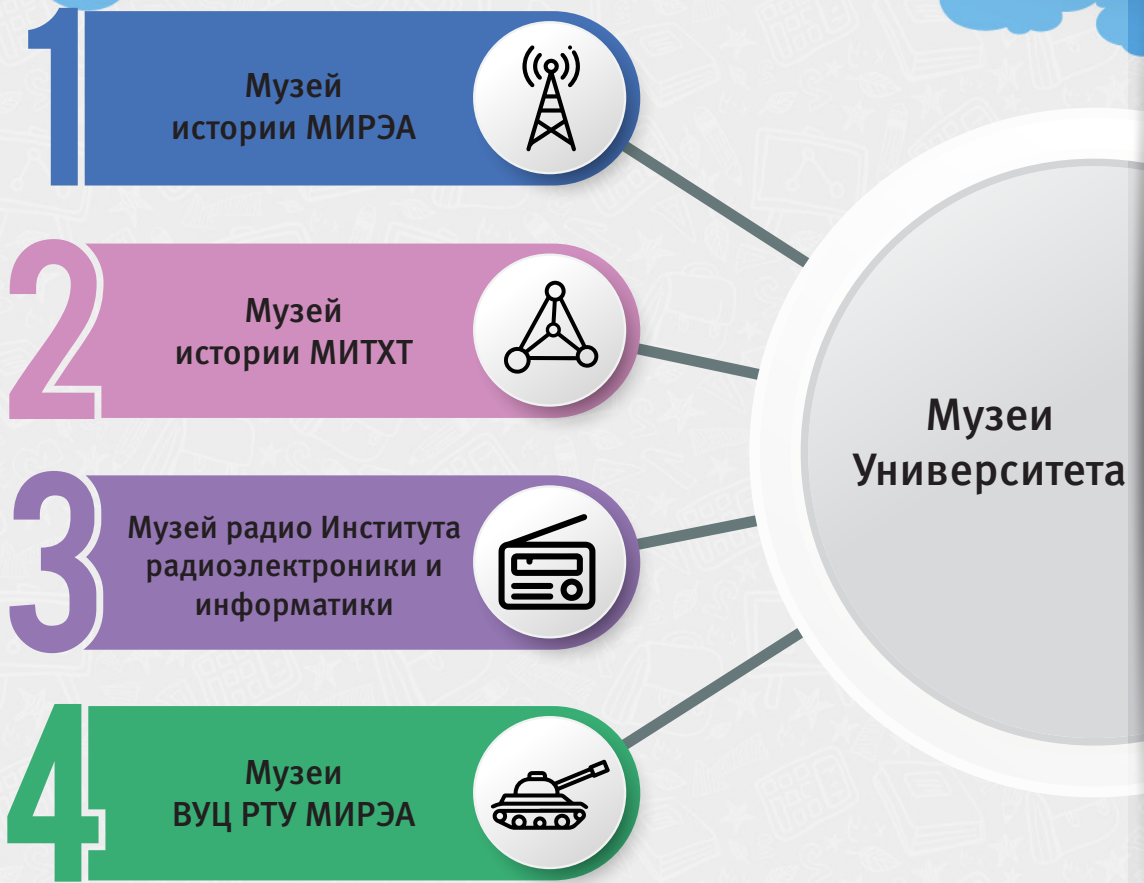 1
Музей
истории МИРЭА
2
Музей
истории МИТХТ
3
Музей радио Института
радиоэлектроники и
информатики
4
Музеи
ВУЦ РТУ МИРЭА
Музеи
Университета